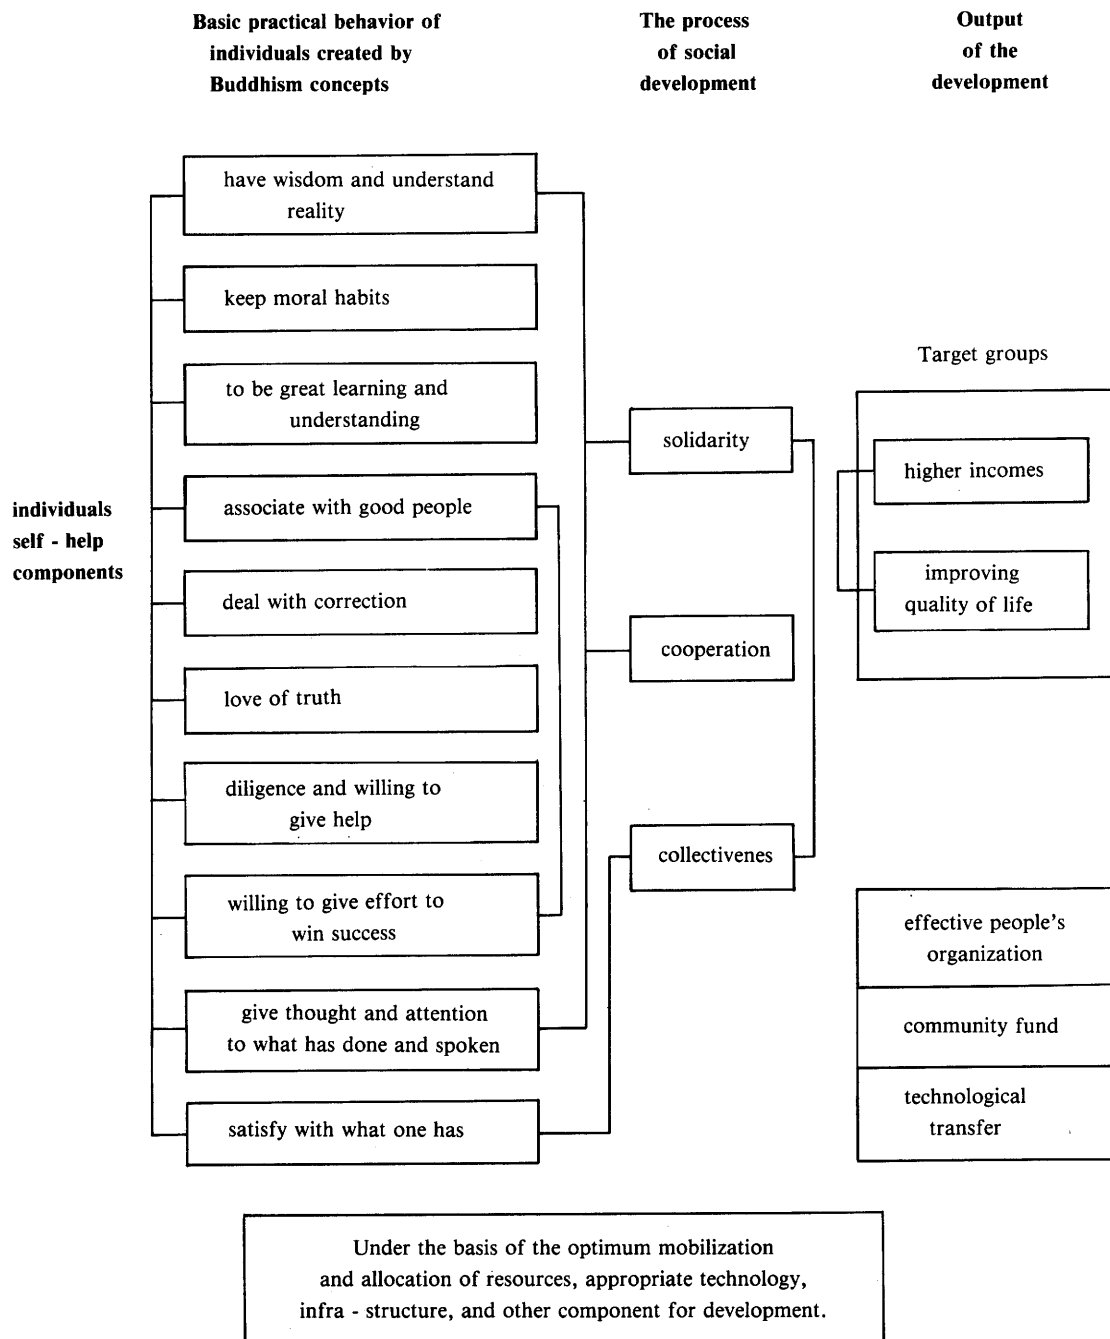 Basic practical behavior of
individuals created by
Buddhism concepts
The process
of social
development
Output
of the
development
individuals
self - help
components
have wisdom and understand
reality
keep moral habits
to be great learning and
understanding
associate with good people
deal with correction
love of truth
diligence and willing to
give help
willing to give effort to
win success
give thought and attention
to what has done and spoken
satisfy with what one has
solidarity
cooperation
collectivenes
Target groups
higher incomes
improving
quality of life
effective people's
organization
community fund
technological
transfer
Under the basis of the optimum mobilization
and allocation of resources, appropriate technology,
infra - structure, and other component for development.